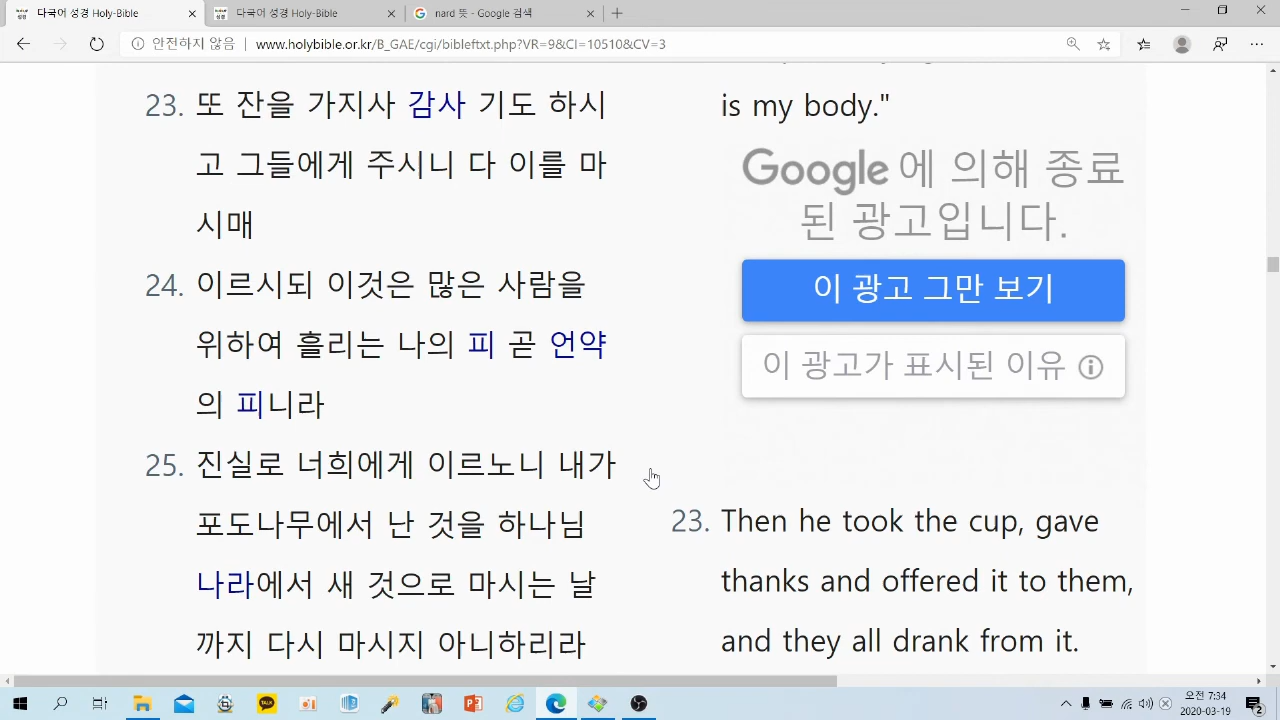 다국어 성경 Holy-Bible
다국어 성경 Holy-Bible
nard 뜻 - Google 검색
안전하지 않음 | www.holybible.or.kr/B_GAE/cgi/bibleftxt.php?VR=9&CI=10510&CV=3
23. 또 잔을 가지사 감사 기도 하시
고 그들에게 주시니 다 이를 마
시매
24. 이르시되 이것은 많은 사람을
위하여 흘리는 나의 피 곧 언약
의 피니라
25. 진실로 너희에게 이르노니 내가
포도나무에서 난 것을 하나님
나라에서 새 것으로 마시는 날
까지 다시 마시지 아니하리라
is my body."
Google 에 의해 종료
된 광고입니다.
이 광고 그만 보기
이 광고가 표시된 이유
23. Then he took the cup, gave
thanks and offered it to them,
and they all drank from it.
오전 7:34
2020-03-19
2